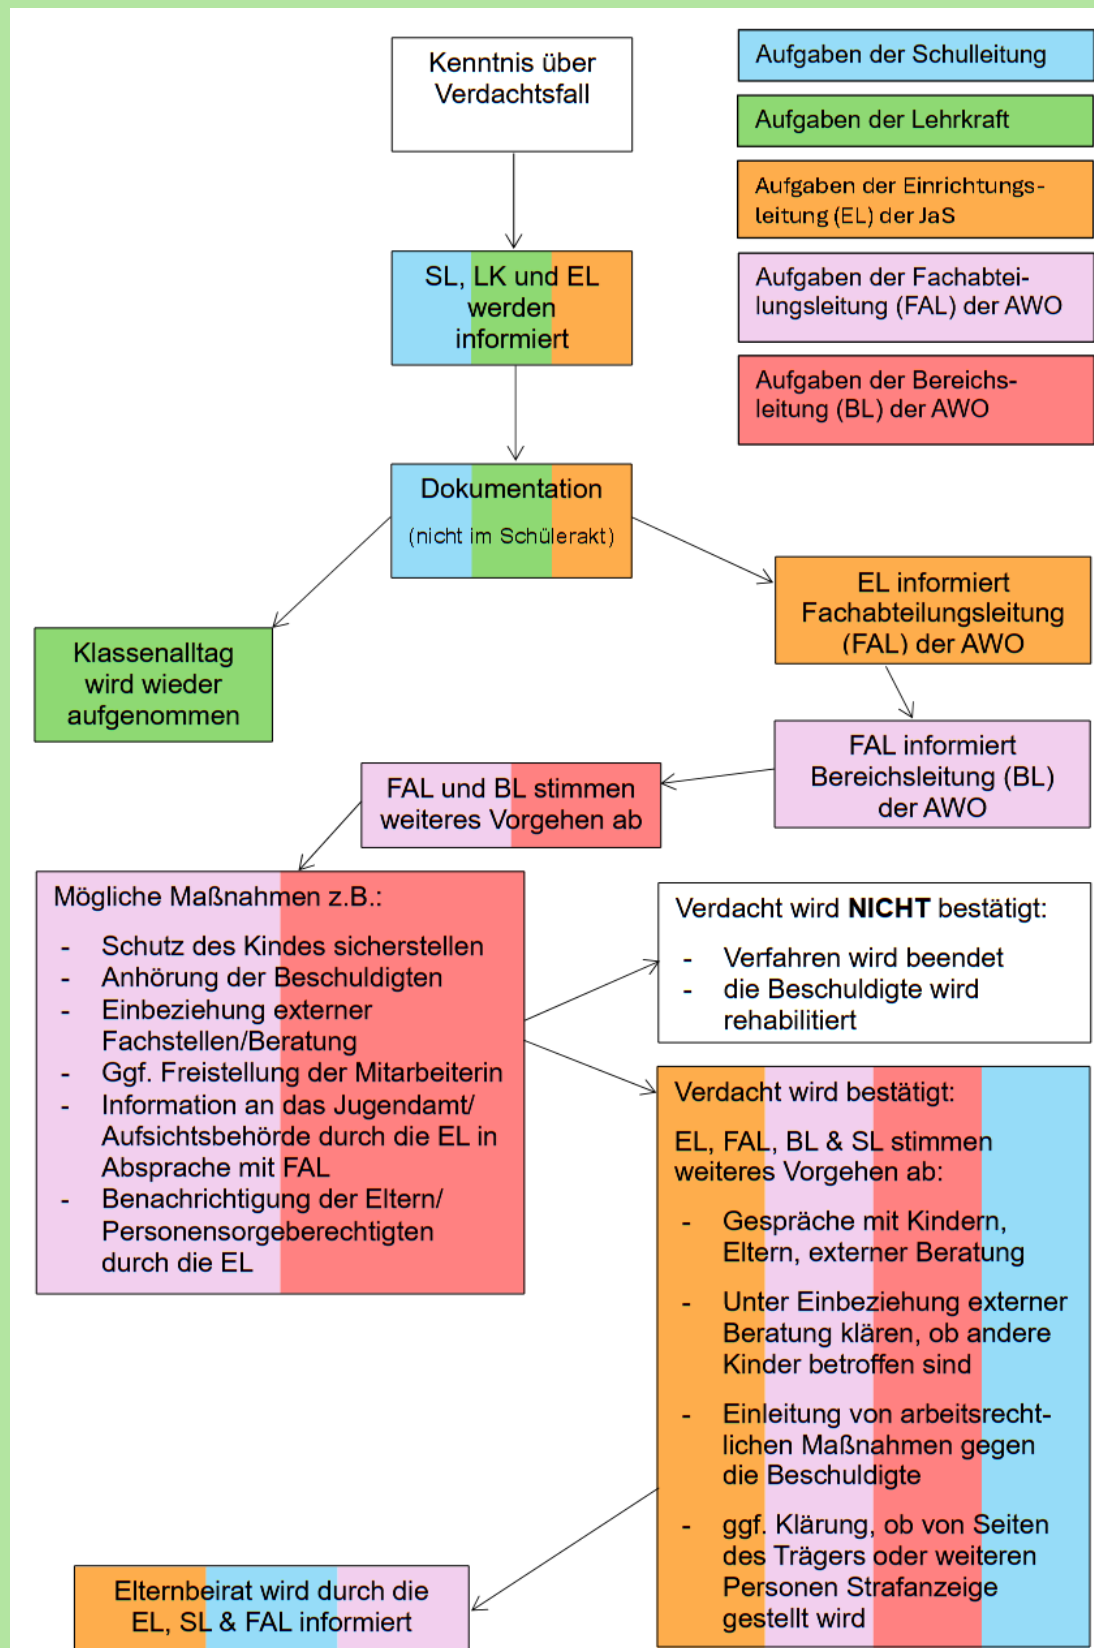 Kenntnis über
Verdachtsfall
Aufgaben der Schulleitung
Aufgaben der Lehrkraft
Aufgaben der Einrichtungs-
leitung (EL) der JaS
Aufgaben der Fachabtei-
lungsleitung (FAL) der AWO
Aufgaben der Bereichs-
leitung (BL) der AWO
SL, LK und EL
werden
informiert
Dokumentation
(nicht im Schülerakt)
EL informiert
Fachabteilungsleitung
(FAL) der AWO
Klassenalltag
wird wieder
aufgenommen
FAL informiert
Bereichsleitung (BL)
der AWO
FAL und BL stimmen
weiteres Vorgehen ab
Mögliche Maßnahmen z.B.:
- Schutz des Kindes sicherstellen
- Anhörung der Beschuldigten
- Einbeziehung externer
Fachstellen/Beratung
- Ggf. Freistellung der Mitarbeiterin
- Information an das Jugendamt/
Aufsichtsbehörde durch die EL in
Absprache mit FAL
- Benachrichtigung der Eltern/
Personensorgeberechtigten
durch die EL
Verdacht wird NICHT bestätigt:
- Verfahren wird beendet
- die Beschuldigte wird
rehabilitiert
Verdacht wird bestätigt:
EL, FAL, BL & SL stimmen
weiteres Vorgehen ab:
- Gespräche mit Kindern,
Eltern, externer Beratung
- Unter Einbeziehung externer
Beratung klären, ob andere
Kinder betroffen sind
- Einleitung von arbeitsrecht-
lichen Maßnahmen gegen
die Beschuldigte
- ggf. Klärung, ob von Seiten
des Trägers oder weiteren
Personen Strafanzeige
gestellt wird
Elternbeirat wird durch die
EL, SL & FAL informiert